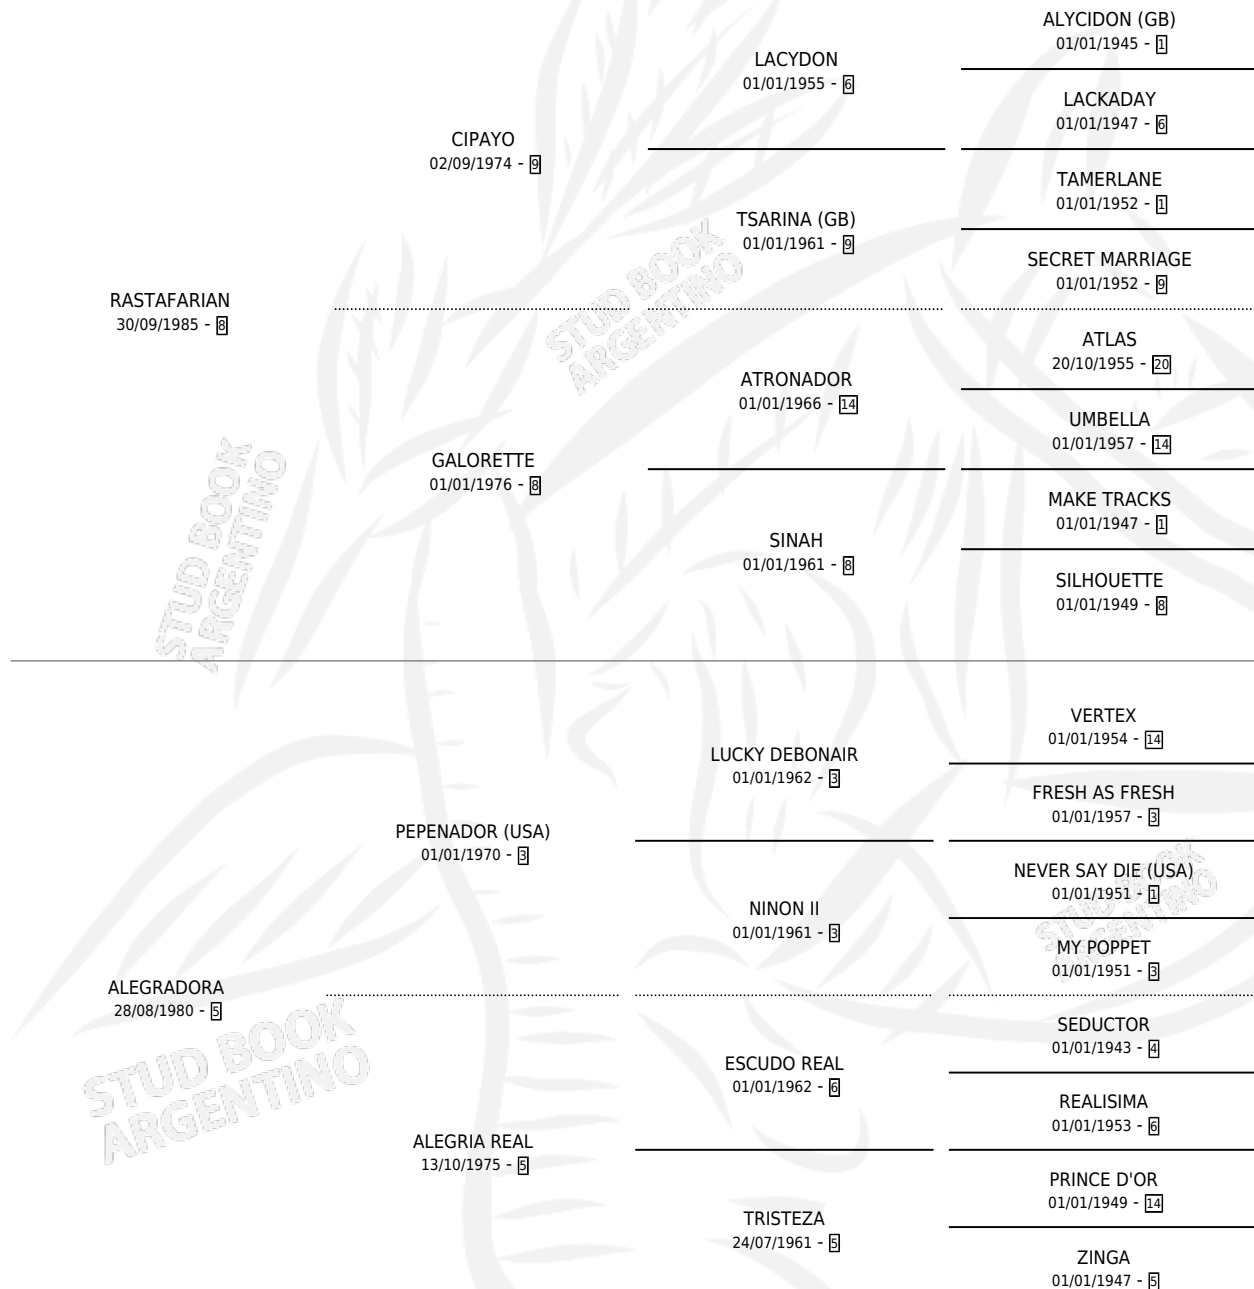 ALYCIDON (GB)
01/01/1945 - 1
LACYDON
01/01/1955 - 6
LACKADAY
01/01/1947 - 6
CIPAYO
02/09/1974 - 9
TAMERLANE
01/01/1952 - 1
TSARINA (GB)
01/01/1961 - 9
SECRET MARRIAGE
01/01/1952 - 9
RASTAFARIAN
30/09/1985 - 8
STUD BOOK
ARGENTINO
ATLAS
20/10/1955 - 20
ATRONADOR
01/01/1966 - 14
UMBELLA
01/01/1957 - 14
GALORETTE
01/01/1976 - 8
MAKE TRACKS
01/01/1947 - 1
SINAH
01/01/1961 - 8
SILHOUETTE
01/01/1949 - 8
STUD BOOK
ARGENTINO
VERTEX
01/01/1954 - 14
LUCKY DEBONAIR
01/01/1962 - 3
FRESH AS FRESH
01/01/1957 - 3
PEPENADOR (USA)
01/01/1970 - 3
NEVER SAY DIE (USA)
01/01/1951 - 1
NINON II
01/01/1961 - 3
STUD BOOK
ARGENTINO
MY POPPET
01/01/1951 - 3
ALEGRADORA
28/08/1980 - 5
STUD BOOK
ARGENTINO
SEDUCTOR
01/01/1943 - 4
ESCUDO REAL
01/01/1962 - 6
REALISIMA
01/01/1953 - 6
ALEGRIA REAL
13/10/1975 - 5
PRINCE D'OR
01/01/1949 - 14
TRISTEZA
24/07/1961 - 5
ZINGA
01/01/1947 - 5